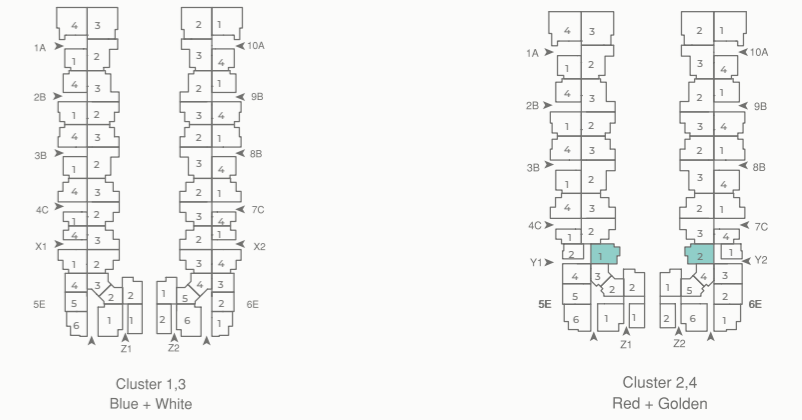 4 3
2 1
1A
10A
1 2
3 4
4 3
2 1
2B
9B
1 2
3 4
4 3
2 1
3B
8B
1 2
3 4
4 3
2 1
4C
7C
1 2
3 4
4 3
2 1
X1
X2
1 2
3 4
4 3
4 3
5 2 2
1 5 2
5E
6E
6 1 1
2 6 1
Z1
Z2
Cluster 1,3
Blue + White
4 3
2 1
1A
10A
1 2
3 4
4 3
2 1
2B
9B
1 2
3 4
4 3
2 1
3B
8B
1 2
3 4
4 3
2 1
4C
7C
1 2
3 4
2 1
2 1
Y1
Y2
4 3
4 3
5 2 2
1 5 2
5E
6E
6 1 1
2 6 1
Z1
Z2
Cluster 2,4
Red + Golden